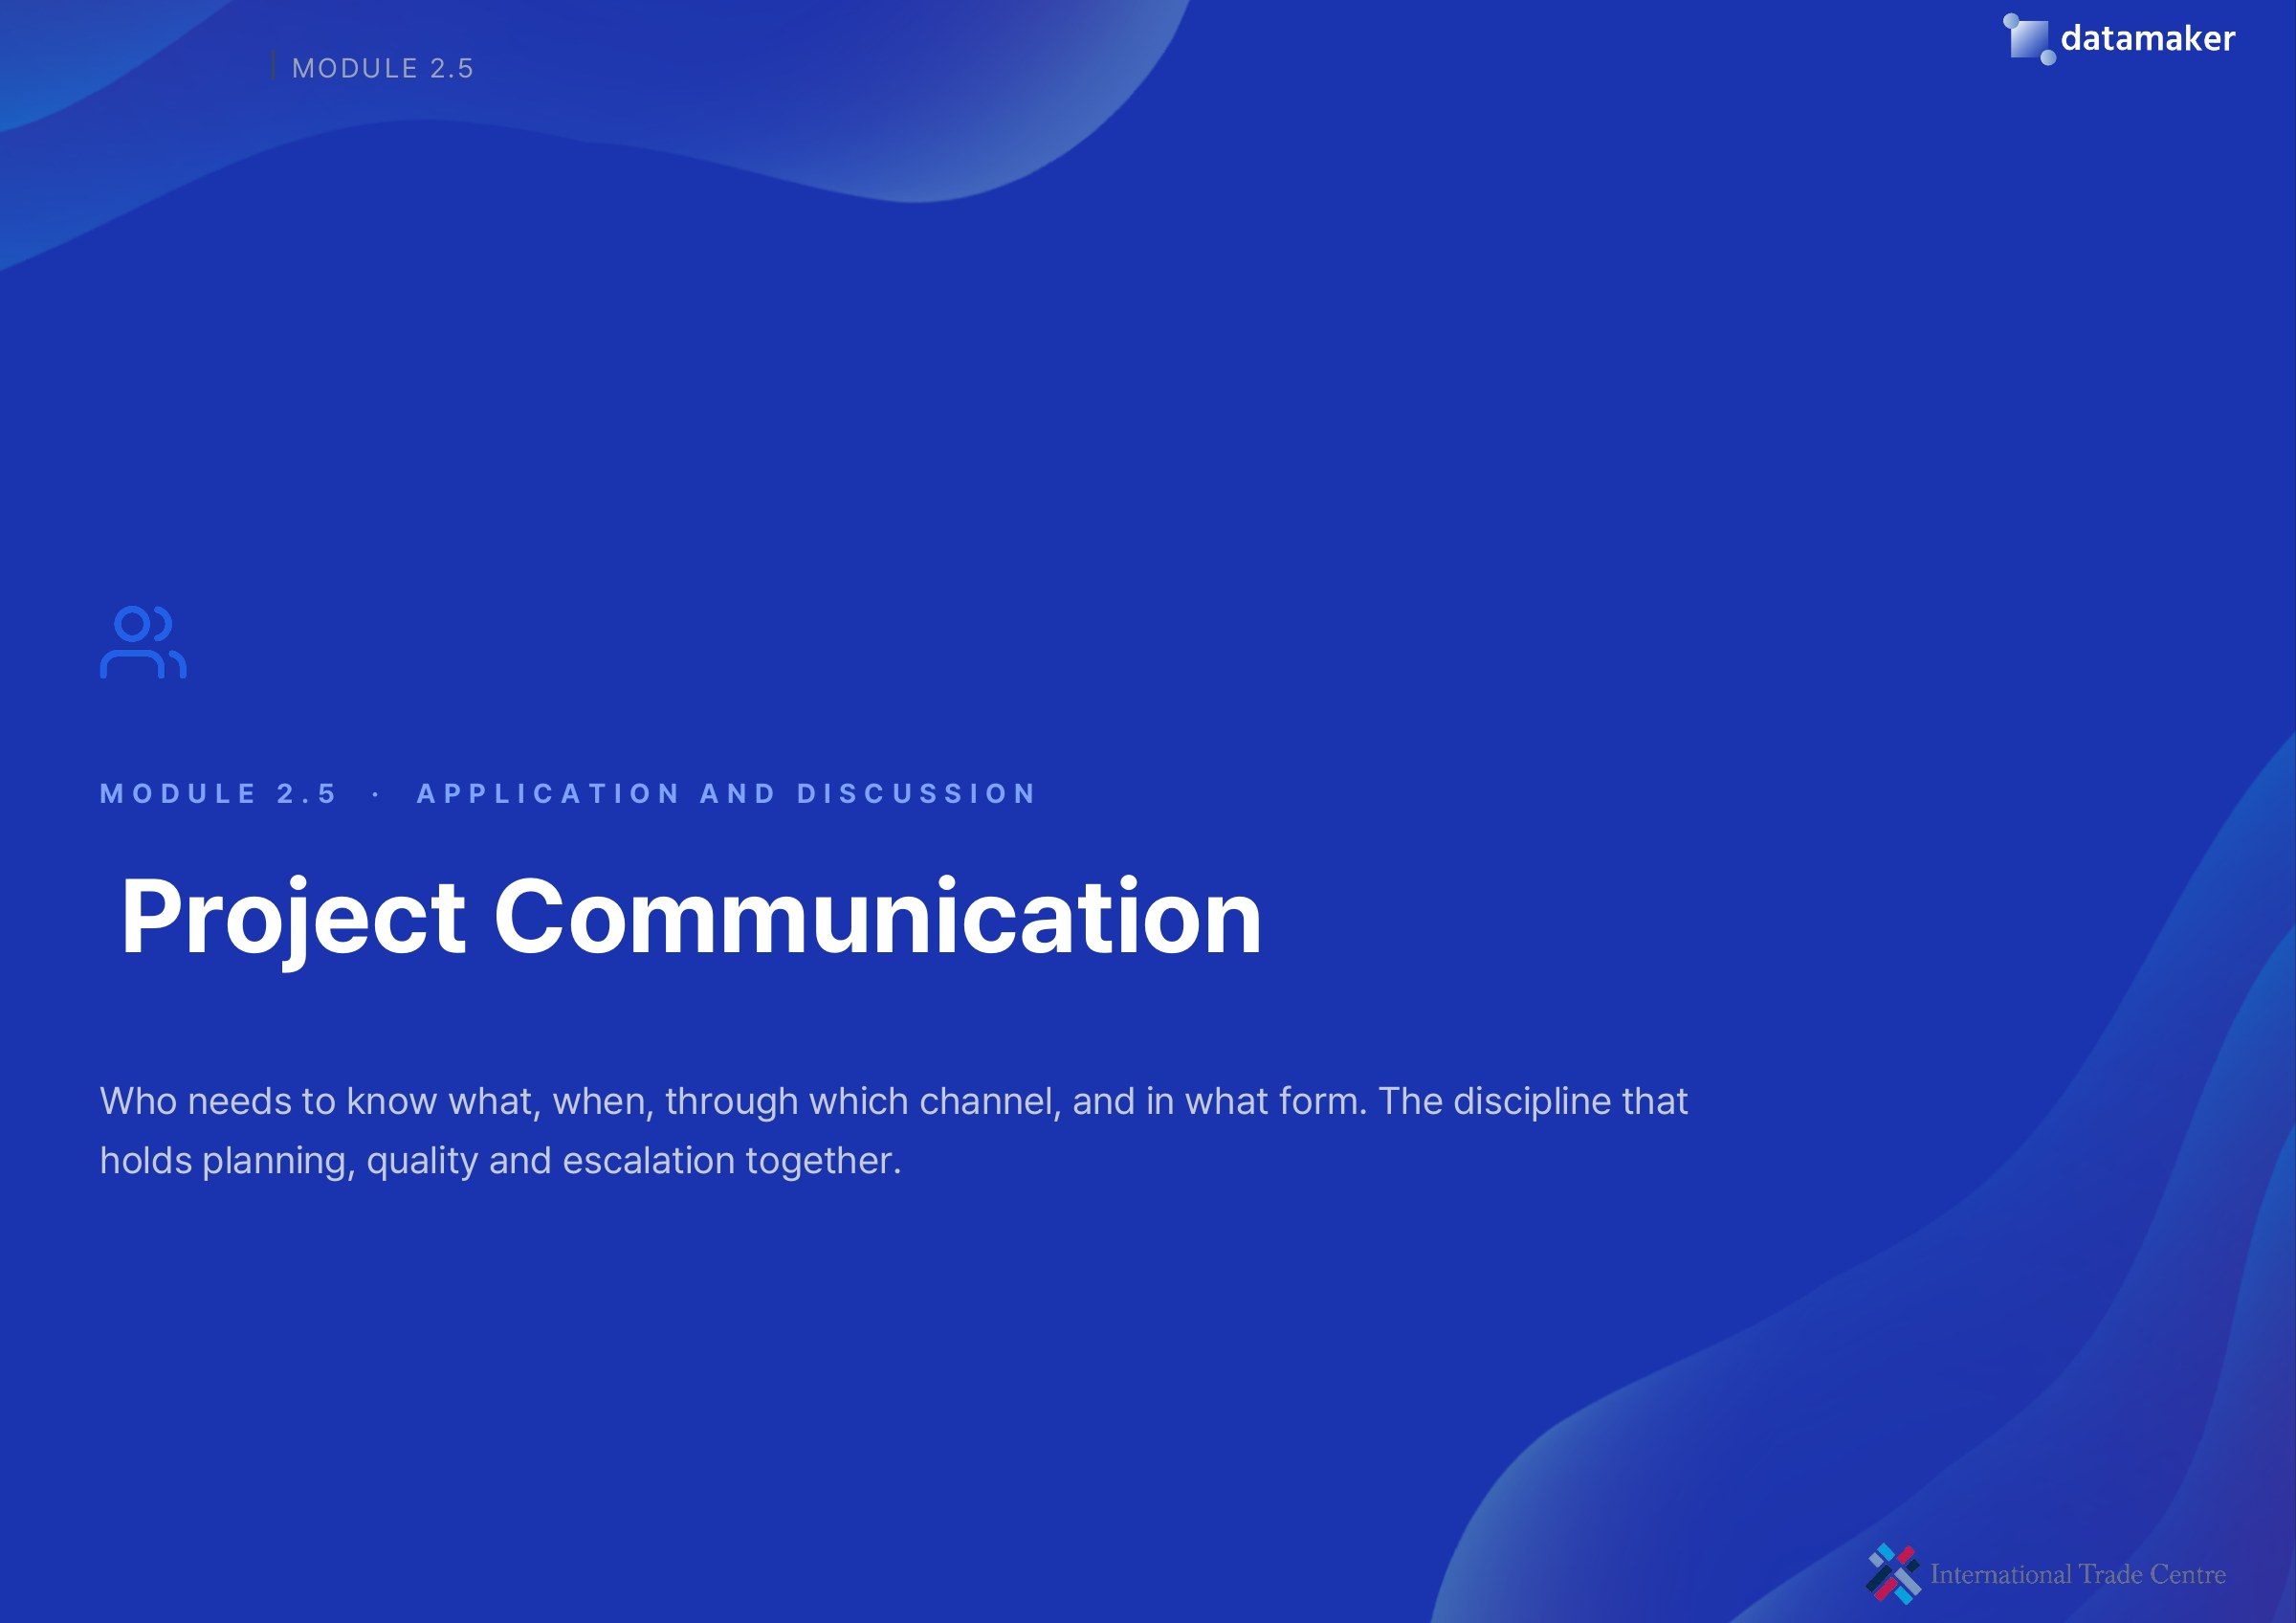 MODULE 2.5
datamaker
MODULE 2.5 · APPLICATION AND DISCUSSION
Project Communication
Who needs to know what, when, through which channel, and in what form. The discipline that
holds planning, quality and escalation together.
International Trade Centre